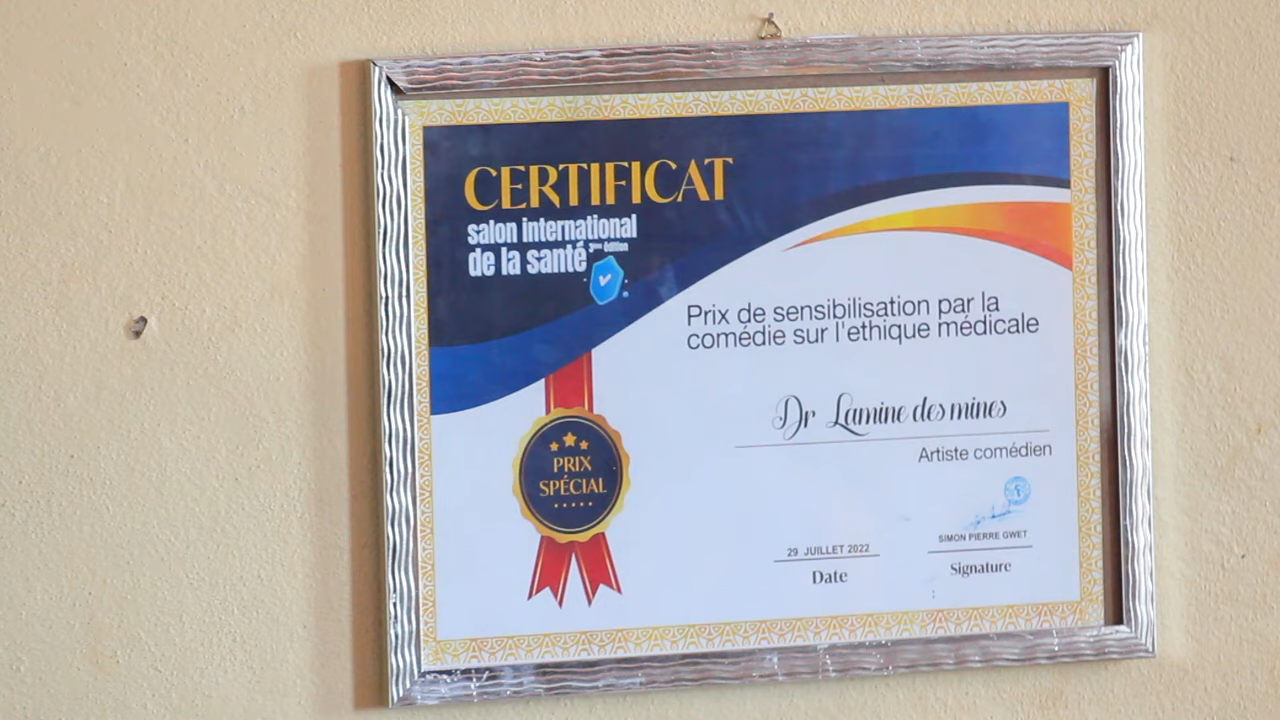 CERTIFICAT
salon international
de la santé 3ème édition
Prix de sensibilisation par la
comédie sur l'ethique médicale
Dr Lamine des mines
Artiste comédien
PRIX
SPÉCIAL
29 JUILLET 2022
Date
SIMON PIERRE GWET
Signature